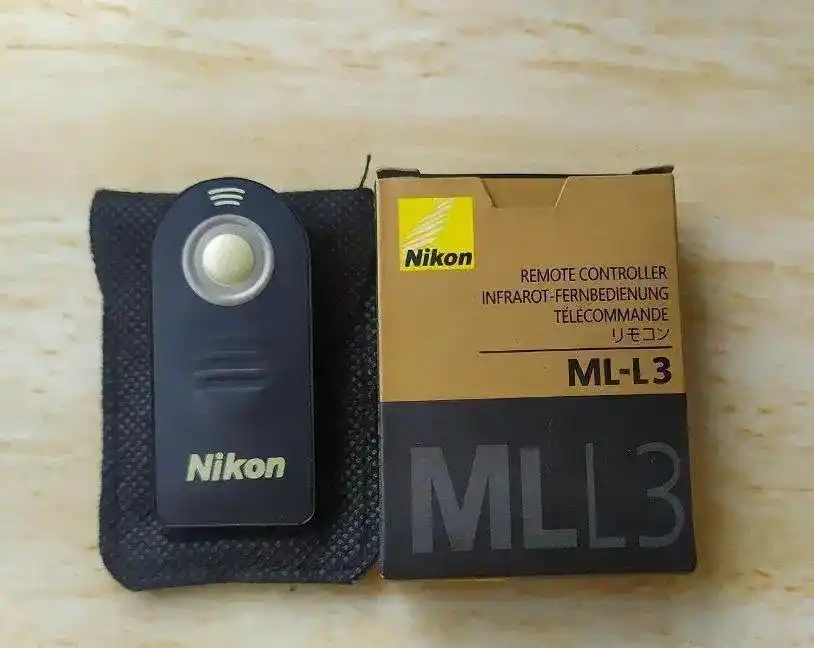 Nikon
Nikon
REMOTE CONTROLLER
INFRAROT-FERNBEDIENUNG
TÉLÉCOMMANDE
リモコン
ML-L3
MLL3